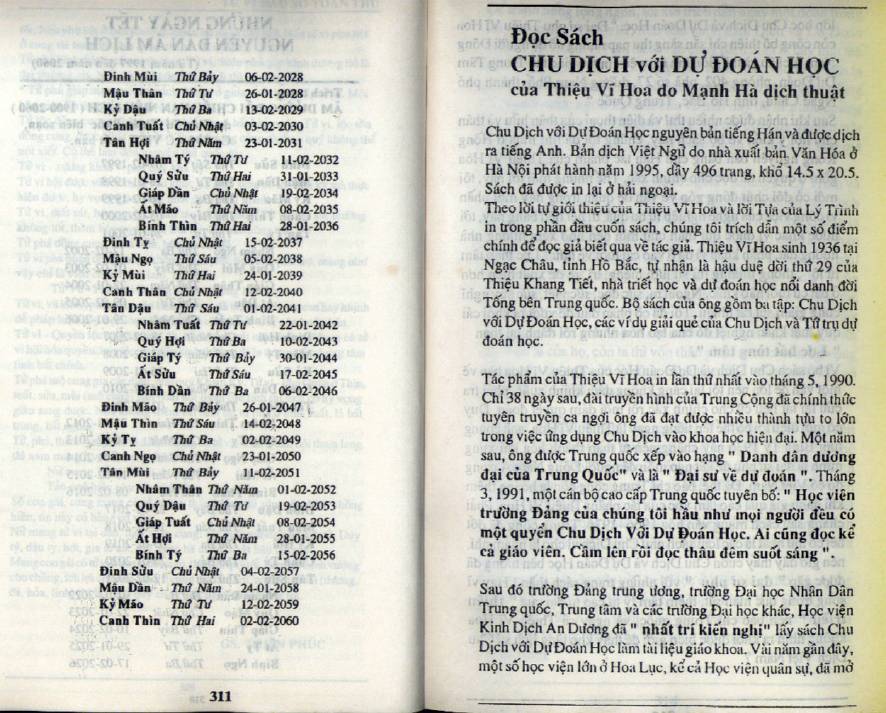 Đinh Mùi Thứ Bảy 06-02-2028
Mậu Thân Thứ Tư 26-01-2028
Kỷ Dậu Thứ Ba 13-02-2029
Canh Tuất Chủ Nhật 03-02-2030
Tân Hợi Thứ Năm 23-01-2031
Nhâm Tý Thứ Tư 11-02-2032
Quý Sửu Thứ Hai 31-01-2033
Giáp Dần Chủ Nhật 19-02-2034
Ất Mão Thứ Năm 08-02-2035
Bính Thìn Thứ Hai 28-01-2036
Đinh Tỵ Chủ Nhật 15-02-2037
Mậu Ngọ Thứ Sáu 05-02-2038
Kỷ Mùi Thứ Hai 24-01-2039
Canh Thân Chủ Nhật 12-02-2040
Tân Dậu Thứ Sáu 01-02-2041
Nhâm Tuất Thứ Tư 22-01-2042
Quý Hợi Thứ Ba 10-02-2043
Giáp Tý Thứ Bảy 30-01-2044
Ất Sửu Thứ Sáu 17-02-2045
Bính Dần Thứ Ba 06-02-2046
Đinh Mão Thứ Bảy 26-01-2047
Mậu Thìn Thứ Sáu 14-02-2048
Kỷ Tỵ Thứ Ba 02-02-2049
Canh Ngọ Chủ Nhật 23-01-2050
Tân Mùi Thứ Bảy 11-02-2051
Nhâm Thân Thứ Năm 01-02-2052
Quý Dậu Thứ Tư 19-02-2053
Giáp Tuất Chủ Nhật 08-02-2054
Ất Hợi Thứ Năm 28-01-2055
Bính Tý Thứ Ba 15-02-2056
Đinh Sửu Chủ Nhật 04-02-2057
Mậu Dần Thứ Năm 24-01-2058
Kỷ Mão Thứ Tư 12-02-2059
Canh Thìn Thứ Hai 02-02-2060
311
Đọc Sách
CHU DỊCH với DỰ ĐOÁN HỌC
của Thiệu Vĩ Hoa do Mạnh Hà dịch thuật
Chu Dịch với Dự Đoán Học nguyên bản tiếng Hán và được dịch
ra tiếng Anh. Bản dịch Việt Ngữ do nhà xuất bản Văn Hóa ở
Hà Nội phát hành năm 1995, dầy 496 trang, khổ 14.5 x 20.5.
Sách đã được in lại ở hải ngoại.
Theo lời tự giới thiệu của Thiệu Vĩ Hoa và lời Tựa của Lý Trình
in trong phần đầu cuốn sách, chúng tôi trích dẫn một số điểm
chính để đọc giả biết qua về tác giả. Thiệu Vĩ Hoa sinh 1936 tại
Ngạc Châu, tỉnh Hồ Bắc, tự nhận là hậu duệ đời thứ 29 của
Thiệu Khang Tiết, nhà triết học và dự đoán học nổi danh đời
Tống bên Trung quốc. Bộ sách của ông gồm ba tập: Chu Dịch
với Dự Đoán Học, các ví dụ giải quẻ của Chu Dịch và Tứ trụ dự
đoán học.
Tác phẩm của Thiệu Vĩ Hoa in lần thứ nhất vào tháng 5, 1990.
Chỉ 38 ngày sau, đài truyền hình của Trung Cộng đã chính thức
tuyên truyền ca ngợi ông đã đạt được nhiều thành tựu to lớn
trong việc ứng dụng Chu Dịch vào khoa học hiện đại. Một năm
sau, ông được Trung quốc xếp vào hạng " Danh dân dương
đại của Trung Quốc" và là " Đại sư về dự đoán ". Tháng
3, 1991, một cán bộ cao cấp Trung quốc tuyên bố: " Học viên
trường Đảng của chúng tôi hầu như mọi người đều có
một quyển Chu Dịch Với Dự Đoán Học. Ai cũng đọc kể
cả giáo viên. Cầm lên rồi đọc thâu đêm suốt sáng ".
Sau đó trường Đảng trung ương, trường Đại học Nhân Dân
Trung quốc, Trung tâm và các trường Đại học khác, Học viện
Kinh Dịch An Dương đã " nhất trí kiến nghị" lấy sách Chu
Dịch với Dự Đoán Học làm tài liệu giáo khoa. Vài năm gần đây,
một số học viện lớn ở Hoa Lục, kể cả Học viện quân sự, đã mở